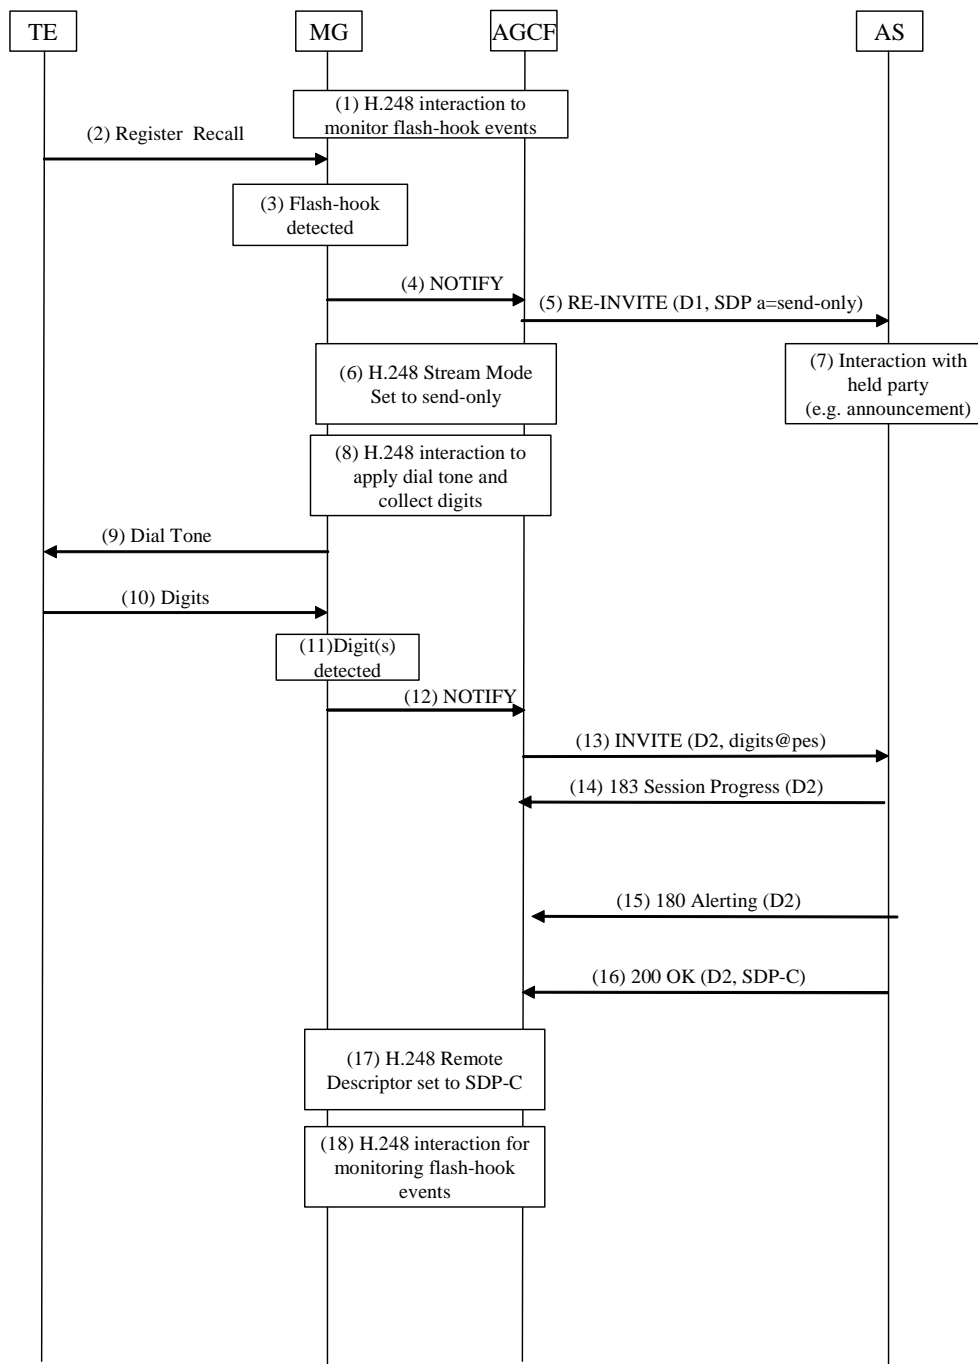 TE
MG
AGCF
AS
(1) H.248 interaction to
monitor flash-hook events
(2) Register Recall
(3) Flash-hook
detected
(4) NOTIFY
(5) RE-INVITE (D1, SDP a=send-only)
(6) H.248 Stream Mode
Set to send-only
(7) Interaction with
held party
(e.g. announcement)
(8) H.248 interaction to
apply dial tone and
collect digits
(9) Dial Tone
(10) Digits
(11)Digit(s)
detected
(12) NOTIFY
(13) INVITE (D2, digits@pes)
(14) 183 Session Progress (D2)
(15) 180 Alerting (D2)
(16) 200 OK (D2, SDP-C)
(17) H.248 Remote
Descriptor set to SDP-C
(18) H.248 interaction for
monitoring flash-hook
events